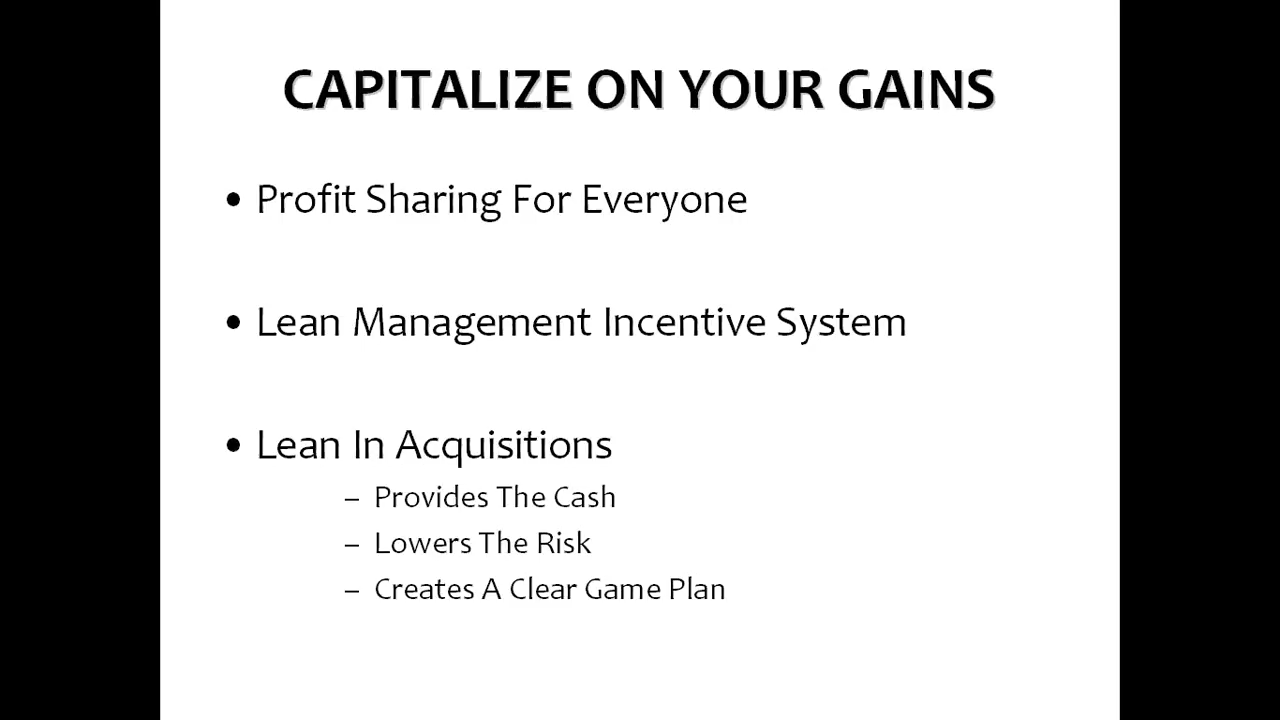 CAPITALIZE ON YOUR GAINS
• Profit Sharing For Everyone
• Lean Management Incentive System
• Lean In Acquisitions
– Provides The Cash
– Lowers The Risk
– Creates A Clear Game Plan